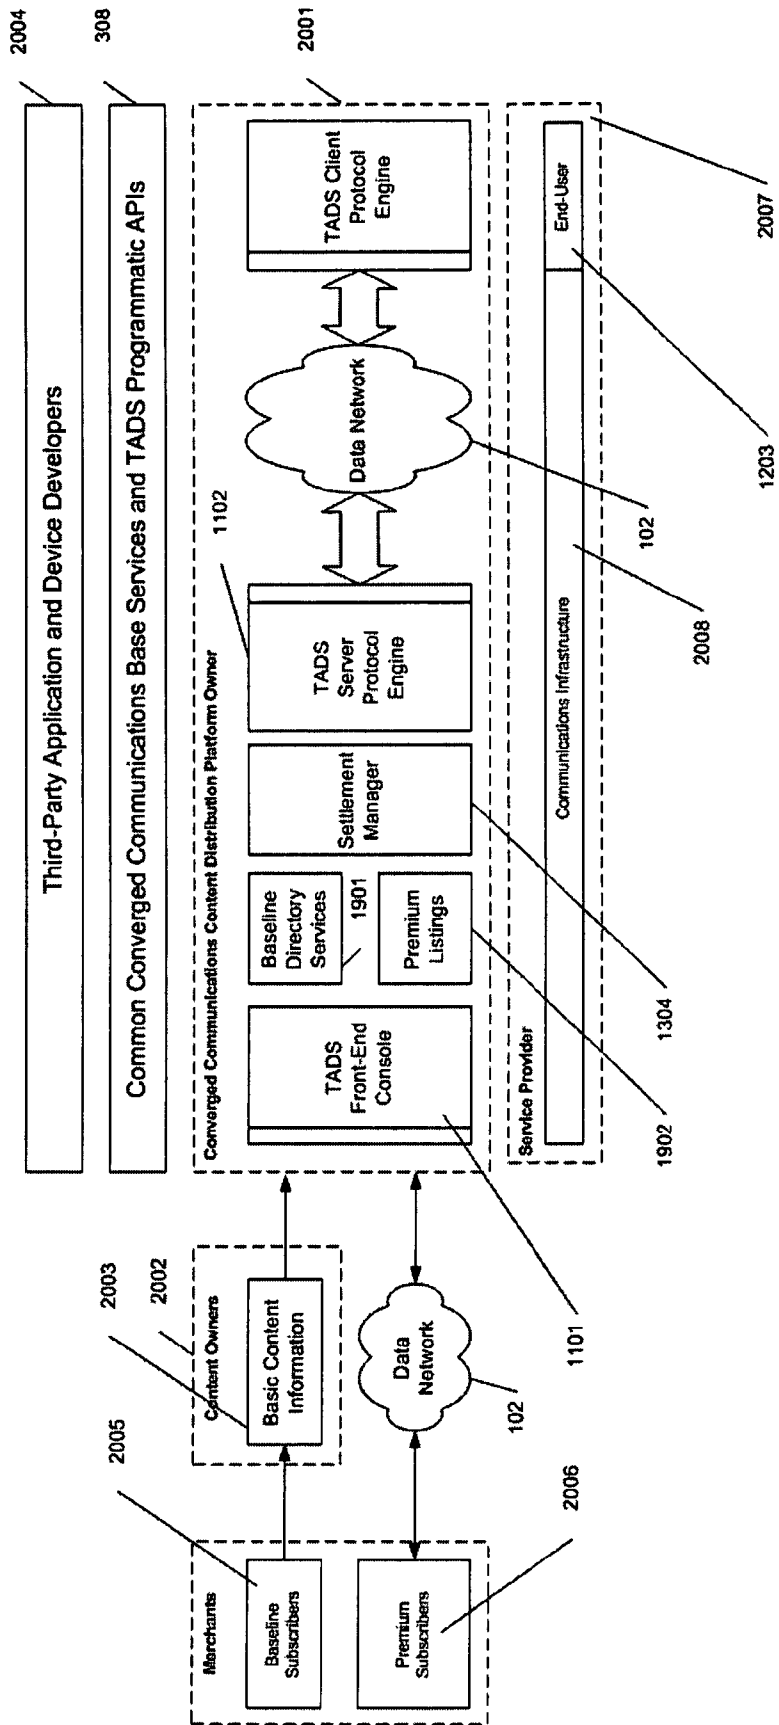 2004
Third-Party Application and Device Developers
308
Common Converged Communications Base Services and TADS Programmatic APIs
2001
Converged Communications Content Distribution Platform Owner
TADS
Front-End
Console
Baseline
Directory
Services
1901
Premium
Listings
Settlement
Manager
1102
TADS
Server
Protocol
Engine
Data Network
TADS Client
Protocol
Engine
2003
2002
Content Owners
Basic Content
Information
2005
Merchants
Baseline
Subscribers
Premium
Subscribers
2006
Data
Network
102
1101
Service Provider
1902
1304
Communications Infrastructure
2008
102
End-User
1203
2007